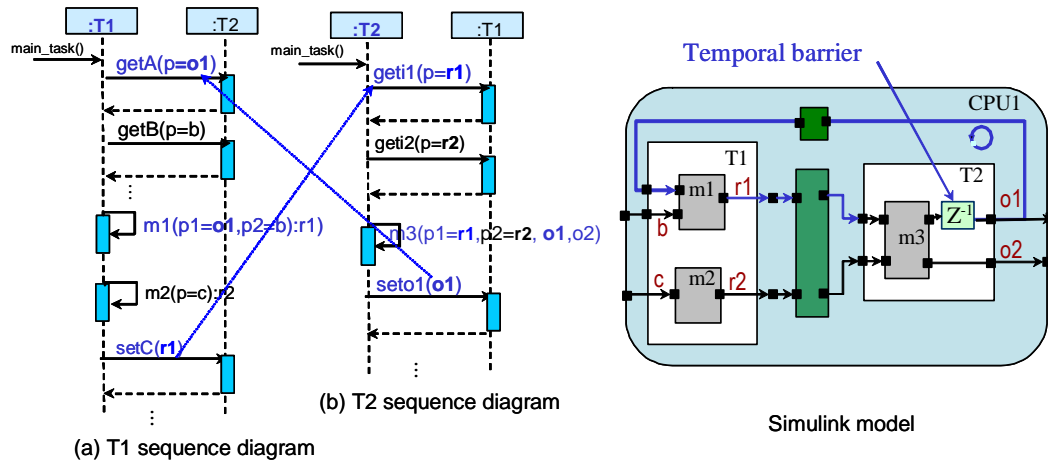 :T1
:T2
main_task()
getA(p=o1)
getB(p=b)
...
m1(p1=o1,p2=b):r1)
m2(p=c):r2
setC(r1)
...
(a) T1 sequence diagram
:T2
:T1
main_task()
geti1(p=r1)
geti2(p=r2)
m3(p1=r1,p2=r2, o1,o2)
seto1(o1)
...
(b) T2 sequence diagram
Temporal barrier
CPU1
T1
T2
m1
r1
b
c
m2
r2
m3
Z-1
o1
o2
Simulink model